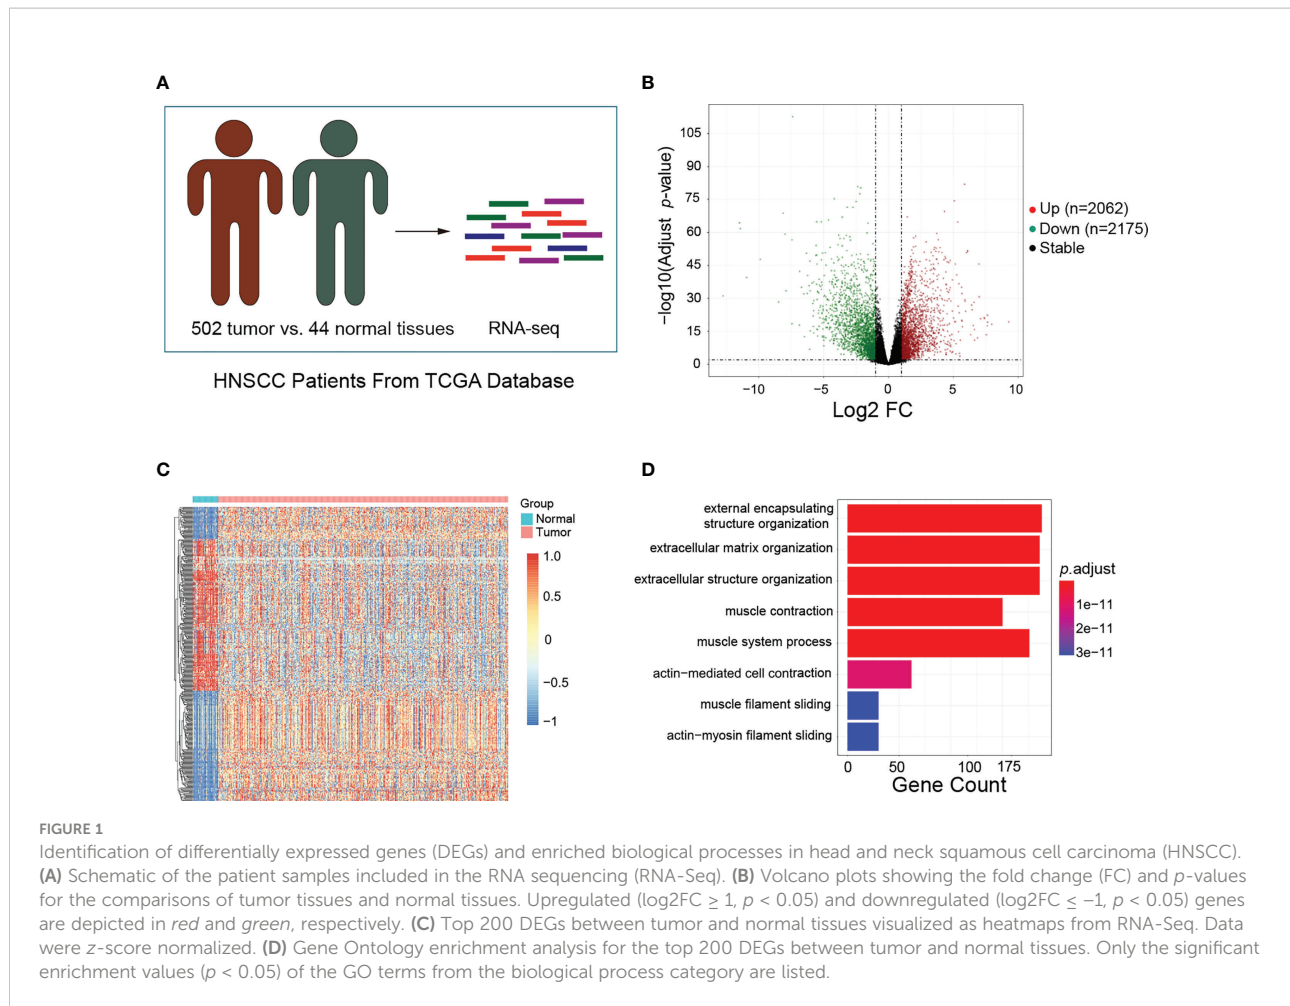 A
502 tumor vs. 44 normal tissues
RNA-seq
HNSCC Patients From TCGA Database
B
−log10(Adjust p-value)
105
90
75
60
45
30
15
0
−10
−5
0
5
10
Log2 FC
Up (n=2062)
Down (n=2175)
Stable
C
Group
Normal
Tumor
1.0
0.5
0
−0.5
−1
D
external encapsulating
structure organization
extracellular matrix organization
extracellular structure organization
muscle contraction
muscle system process
actin-mediated cell contraction
muscle filament sliding
actin-myosin filament sliding
0
50
100
175
Gene Count
p.adjust
1e−11
2e−11
3e−11
FIGURE 1
Identification of differentially expressed genes (DEGs) and enriched biological processes in head and neck squamous cell carcinoma (HNSCC).
(A) Schematic of the patient samples included in the RNA sequencing (RNA-Seq). (B) Volcano plots showing the fold change (FC) and p-values
for the comparisons of tumor tissues and normal tissues. Upregulated (log2FC ≥ 1, p < 0.05) and downregulated (log2FC ≤ −1, p < 0.05) genes
are depicted in red and green, respectively. (C) Top 200 DEGs between tumor and normal tissues visualized as heatmaps from RNA-Seq. Data
were z-score normalized. (D) Gene Ontology enrichment analysis for the top 200 DEGs between tumor and normal tissues. Only the significant
enrichment values (p < 0.05) of the GO terms from the biological process category are listed.